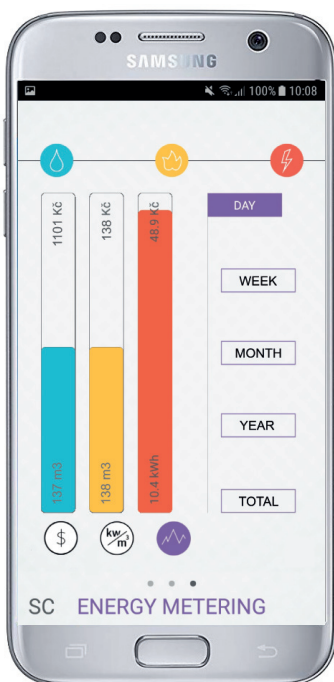 SAMSUNG
100% 10:08
1101 Kč
138 Kč
48.9 Kč
DAY
WEEK
MONTH
YEAR
TOTAL
137 m3
138 m3
10.4 kWh
$
kw/m³
SC ENERGY METERING